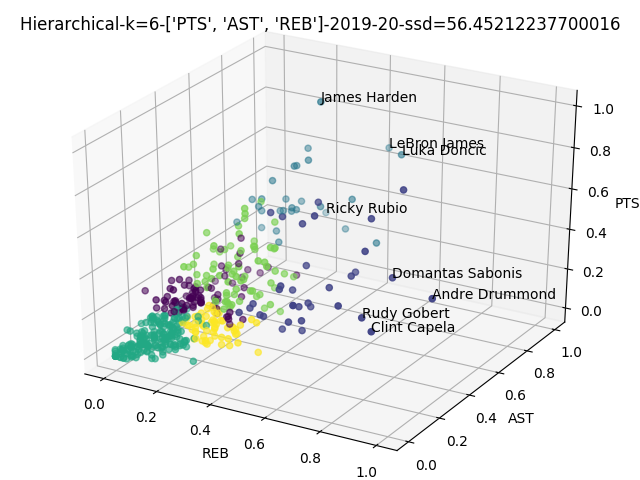 Hierarchical-k=6-['PTS', 'AST', 'REB']-2019-20-ssd=56.45212237700016
James Harden
LeBron James
Luka Doncic
Ricky Rubio
Domantas Sabonis
Andre Drummond
Rudy Gobert
Clint Capela
1.0
0.8
0.6
PTS
0.4
0.2
0.0
1.0
0.8
0.6
0.4
AST
0.2
0.0
0.0
0.2
0.4
0.6
0.8
1.0
REB